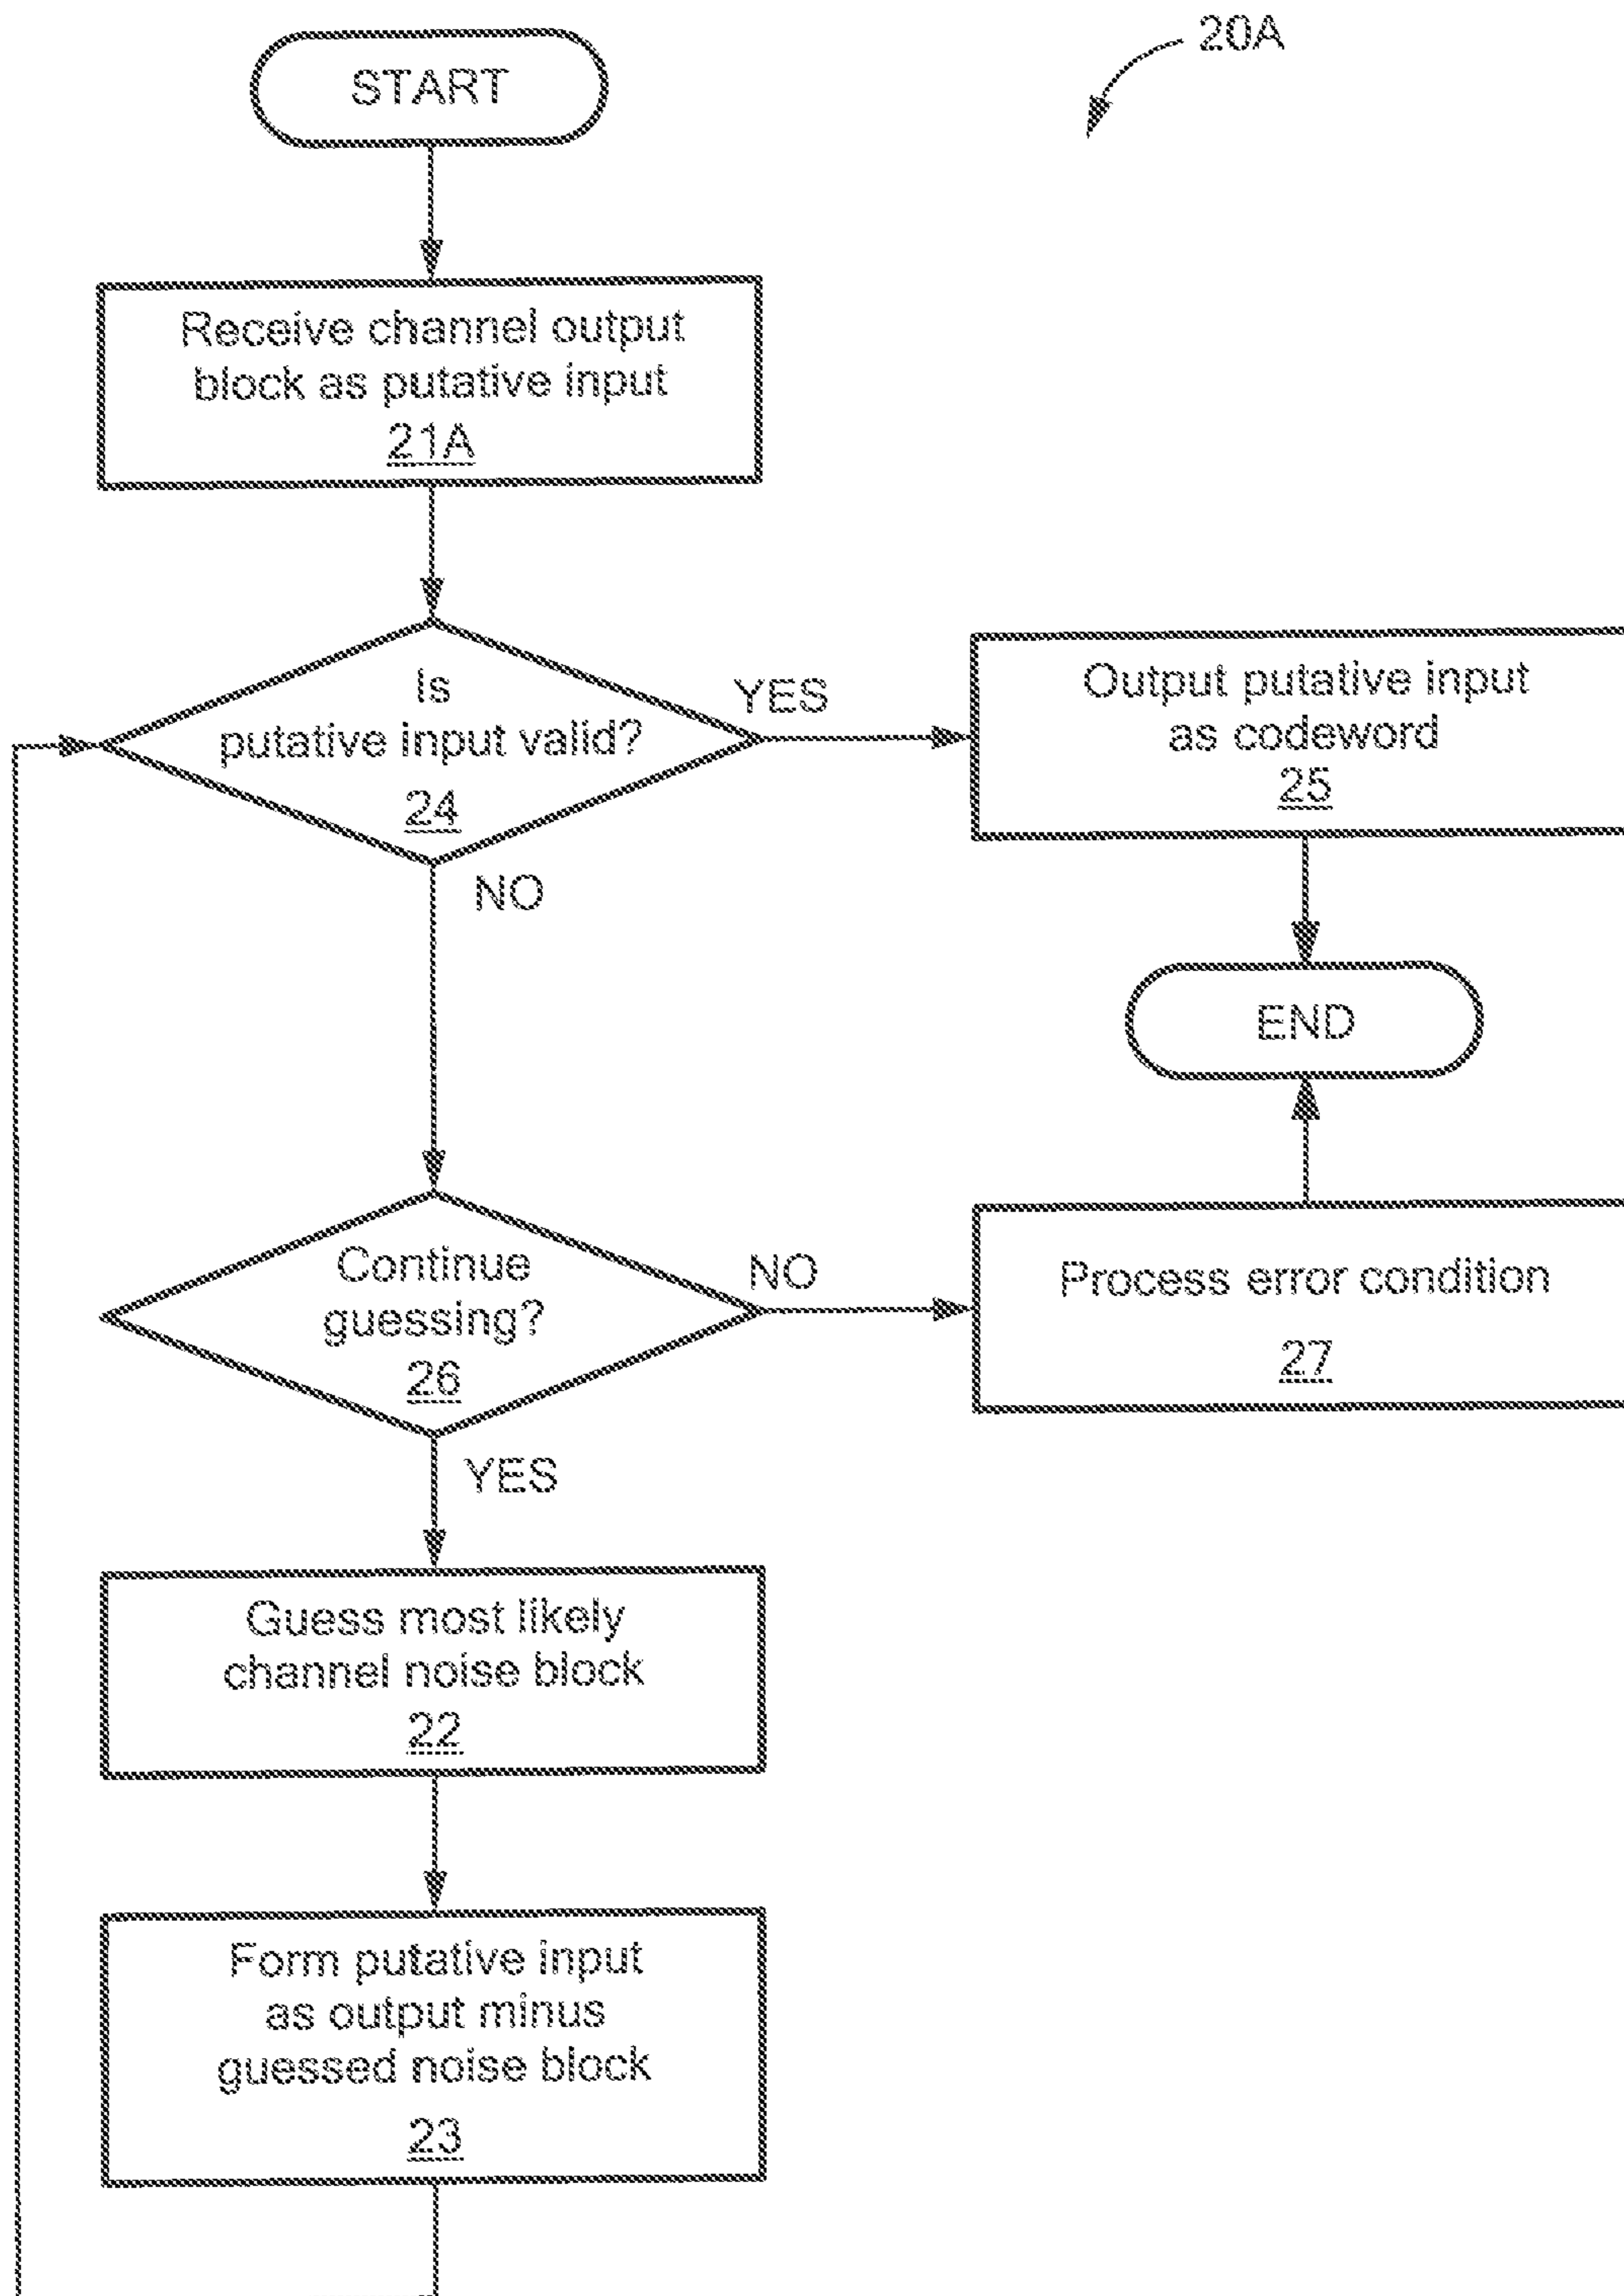 20A
START
Receive channel output
block as putative input
21A
Is
putative input valid?
24
YES
NO
Output putative input
as codeword
25
END
Continue
guessing?
26
NO
YES
Process error condition
27
Guess most likely
channel noise block
22
Form putative input
as output minus
guessed noise block
23